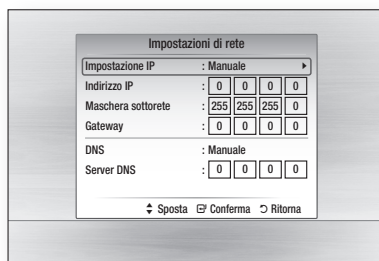 Impostazioni di rete
Impostazione IP : Manuale
Indirizzo IP : 0 0 0 0
Maschera sottorete : 255 255 255 0
Gateway : 0 0 0 0
DNS : Manuale
Server DNS : 0 0 0 0
Sposta Conferma Ritorna